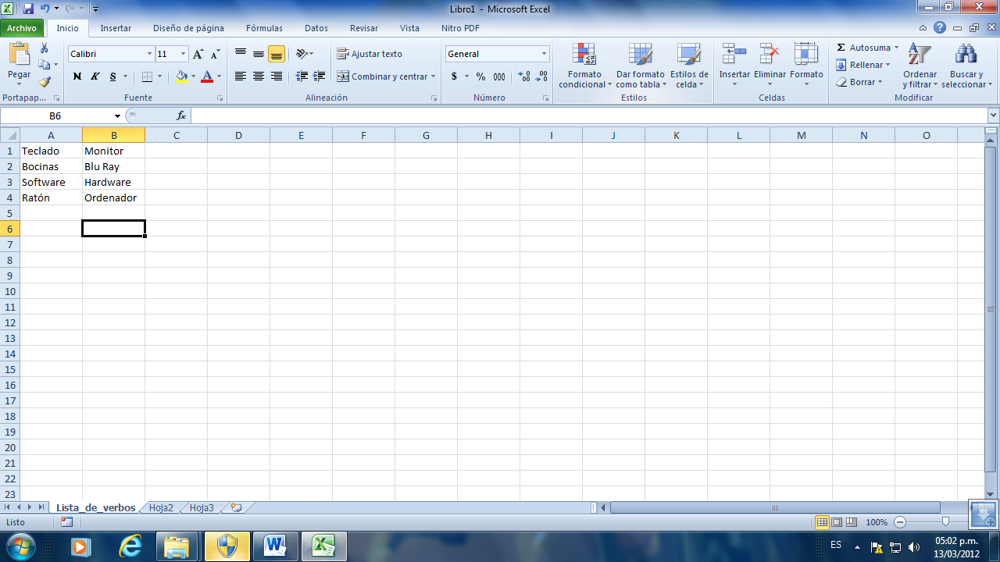 Libro1 - Microsoft Excel
Archivo Inicio Insertar Diseño de página Fórmulas Datos Revisar Vista Nitro PDF
Pegar
Portapap...
Calibri 11
N K S
Fuente
Ajustar texto
Combinar y centrar
Alineación
General
$ % 000
Número
Formato condicional
Dar formato como tabla
Estilos de celda
Estilos
Insertar Eliminar Formato
Celdas
Σ Autosuma
Rellenar
Borrar
Ordenar y filtrar
Buscar y seleccionar
Modificar
B6 fx
A B C D E F G H I J K L M N O
1 Teclado Monitor
2 Bocinas Blu Ray
3 Software Hardware
4 Ratón Ordenador
5
6
7
8
9
10
11
12
13
14
15
16
17
18
19
20
21
22
23
Lista_de_verbos Hoja2 Hoja3
Listo 100%
ES 05:02 p.m.
13/03/2012